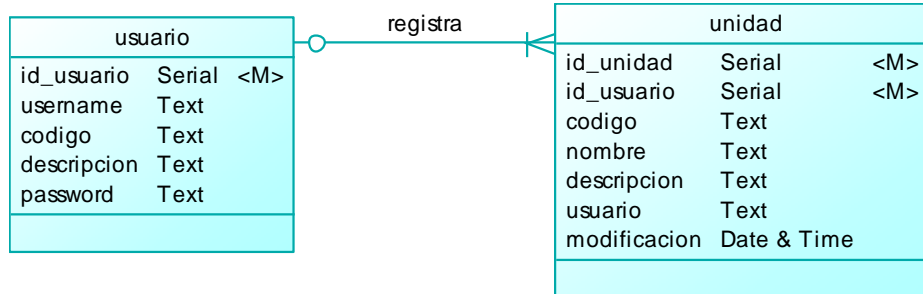 usuario
id_usuario Serial <M>
username Text
codigo Text
descripcion Text
password Text
registra
unidad
id_unidad Serial <M>
id_usuario Serial <M>
codigo Text
nombre Text
descripcion Text
usuario Text
modificacion Date & Time